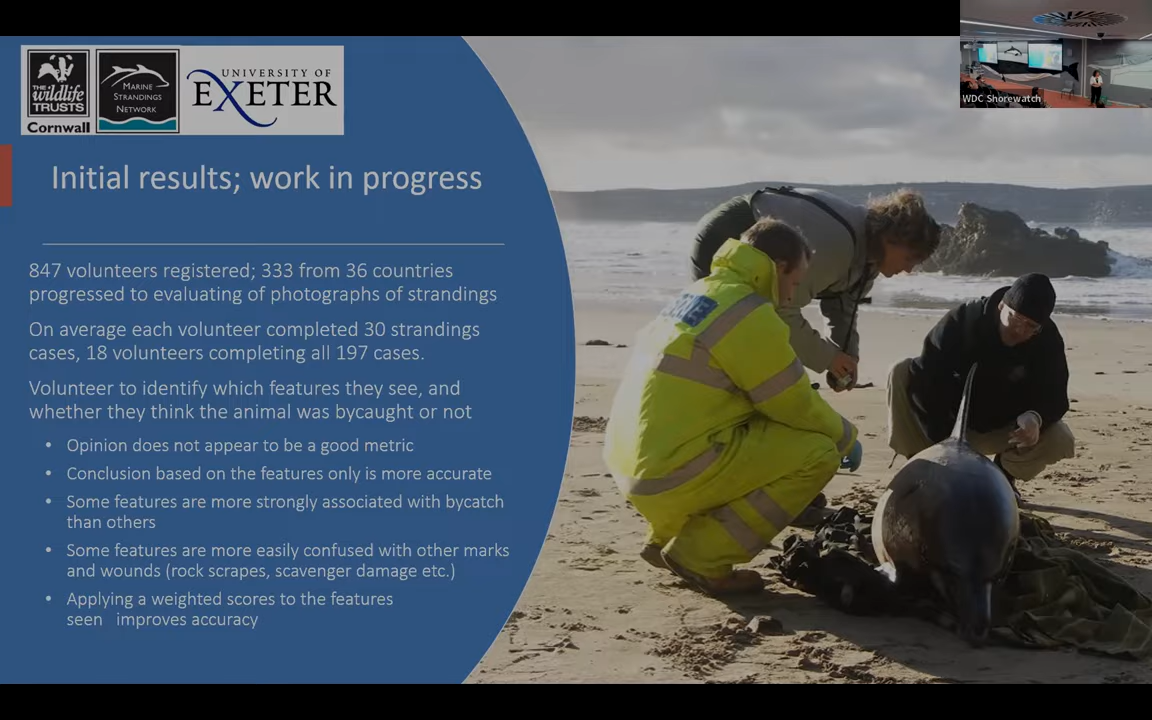 THE
wildlife
TRUSTS
Cornwall
MARINE
STRANDINGS
NETWORK
UNIVERSITY OF
EXETER
WDC Shorewatch
Initial results; work in progress
847 volunteers registered; 333 from 36 countries
progressed to evaluating of photographs of strandings
On average each volunteer completed 30 strandings
cases, 18 volunteers completing all 197 cases.
Volunteer to identify which features they see, and
whether they think the animal was bycaught or not
• Opinion does not appear to be a good metric
• Conclusion based on the features only is more accurate
• Some features are more strongly associated with bycatch
than others
• Some features are more easily confused with other marks
and wounds (rock scrapes, scavenger damage etc.)
• Applying a weighted scores to the features
seen improves accuracy